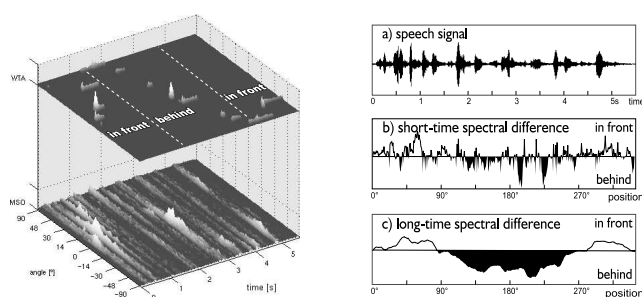 WTA
in front
behind
in front
MSO
90
48
30
14
0
−14
−30
−48
−90
angle [°]
0
1
2
3
4
5
time [s]
a) speech signal
0 1 2 3 4 5s time
b) short-time spectral difference in front
behind
0° 90° 180° 270° position
c) long-time spectral difference in front
behind
0° 90° 180° 270° position